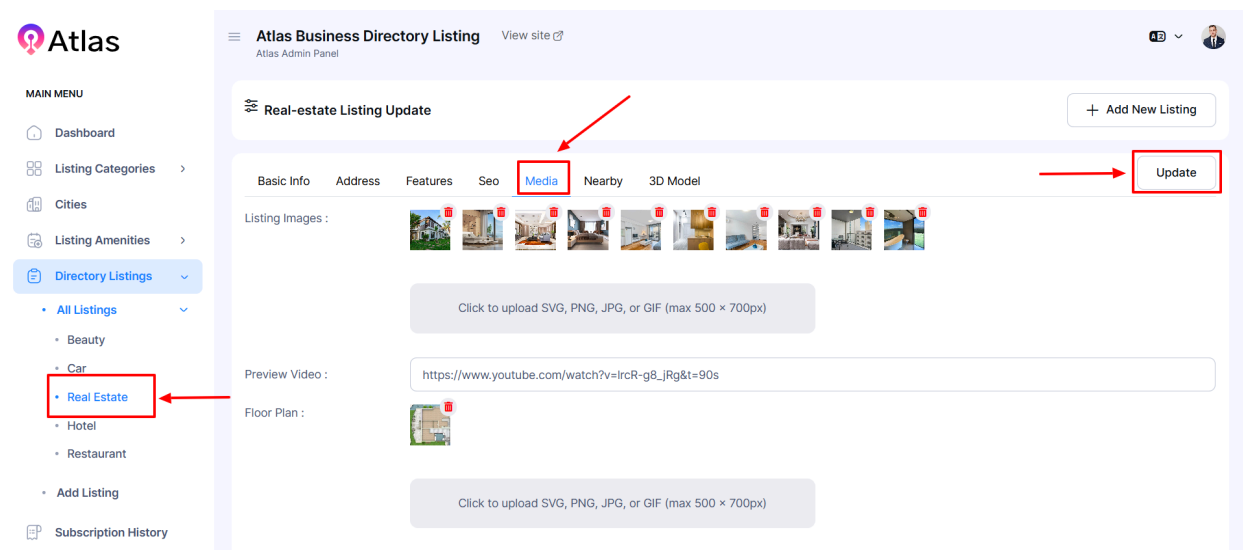 Atlas
Atlas Business Directory Listing
View site
Atlas Admin Panel
MAIN MENU
Dashboard
Listing Categories
Cities
Listing Amenities
Directory Listings
All Listings
Beauty
Car
Real Estate
Hotel
Restaurant
Add Listing
Subscription History
Real-estate Listing Update
+ Add New Listing
Basic Info Address Features Seo Media Nearby 3D Model
Update
Listing Images :
Click to upload SVG, PNG, JPG, or GIF (max 500 × 700px)
Preview Video :
https://www.youtube.com/watch?v=IrcR-g8_jRg&t=90s
Floor Plan :
Click to upload SVG, PNG, JPG, or GIF (max 500 × 700px)